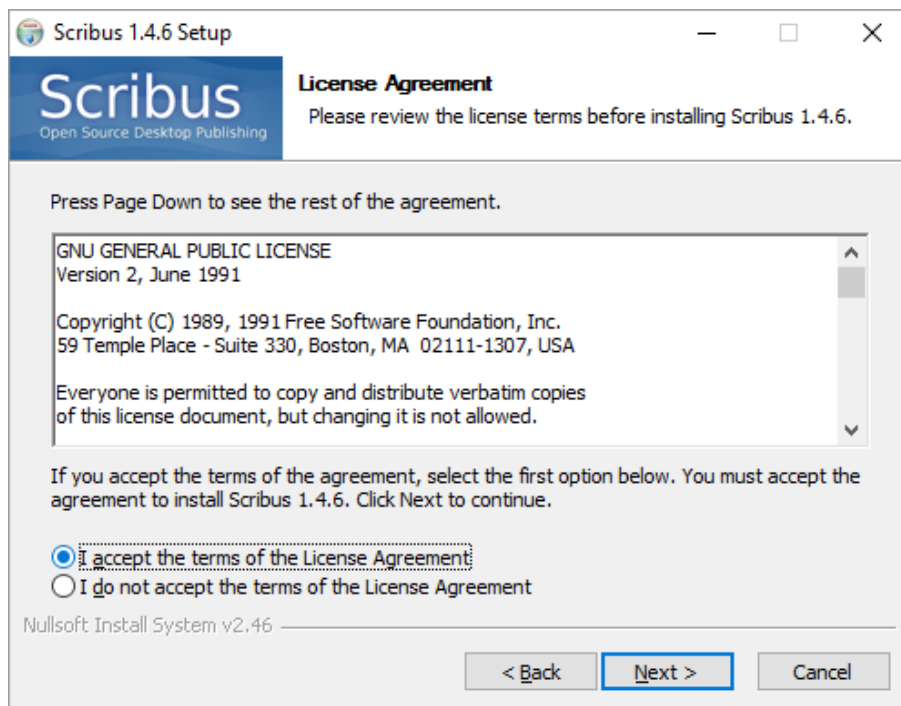 Scribus 1.4.6 Setup
Scribus
Open Source Desktop Publishing
License Agreement
Please review the license terms before installing Scribus 1.4.6.
Press Page Down to see the rest of the agreement.
GNU GENERAL PUBLIC LICENSE
Version 2, June 1991
Copyright (C) 1989, 1991 Free Software Foundation, Inc.
59 Temple Place - Suite 330, Boston, MA  02111-1307, USA
Everyone is permitted to copy and distribute verbatim copies
of this license document, but changing it is not allowed.
If you accept the terms of the agreement, select the first option below. You must accept the
agreement to install Scribus 1.4.6. Click Next to continue.
I accept the terms of the License Agreement
I do not accept the terms of the License Agreement
Nullsoft Install System v2.46
< Back
Next >
Cancel